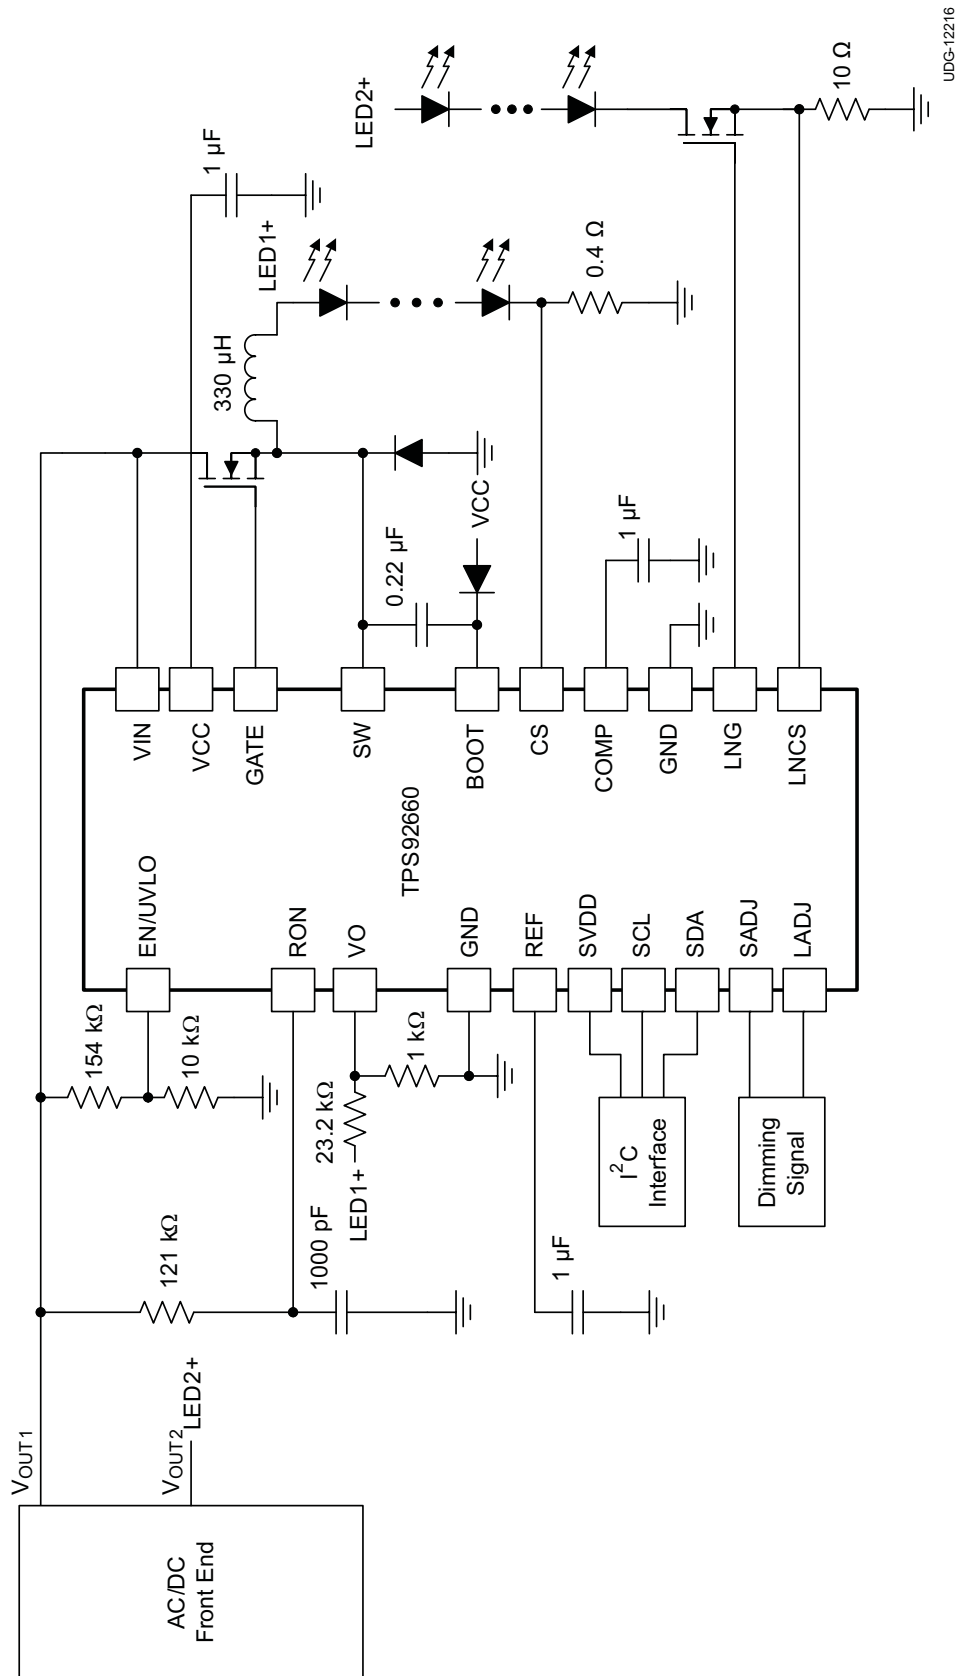 V_OUT1
AC/DC
Front End
V_OUT2
LED2+
121 kΩ
1000 pF
154 kΩ
10 kΩ
23.2 kΩ
LED1+
1 kΩ
1 µF
I²C
Interface
Dimming
Signal
EN/UVLO
RON
VO
GND
REF
SVDD
SCL
SDA
SADJ
LADJ
TPS92660
VIN
VCC
GATE
SW
BOOT
CS
COMP
GND
LNG
LNCS
0.22 µF
VCC
1 µF
330 µH
LED1+
1 µF
0.4 Ω
LED2+
10 Ω
UDG-12216